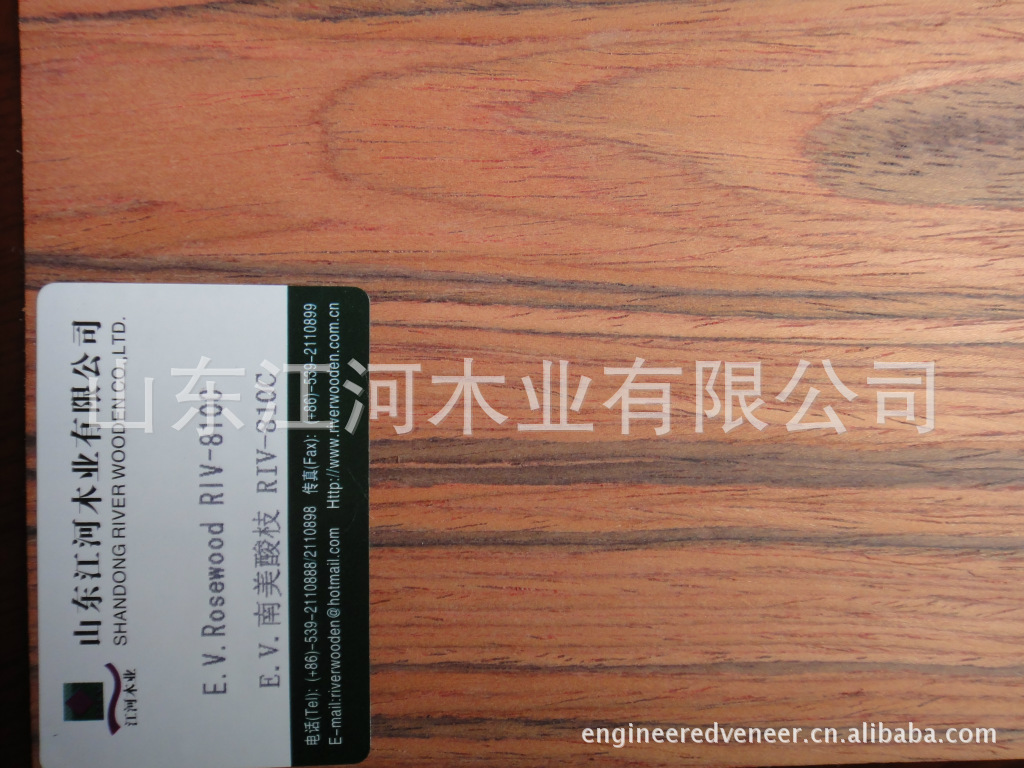 山东江河木业有限公司
SHANDONG RIVER WOODEN CO.,LTD.
江河木业
E.V.Rosewood RIV-810C
E.V.南美酸枝 RIV-810C
电话(Tel): (+86)-539-2110888/2110898 传真(Fax): (+86)-539-2110899
E-mail:riverwooden@hotmail.com Http://www.riverwooden.com.cn
山东江河木业有限公司
engineeredveneer.cn.alibaba.com